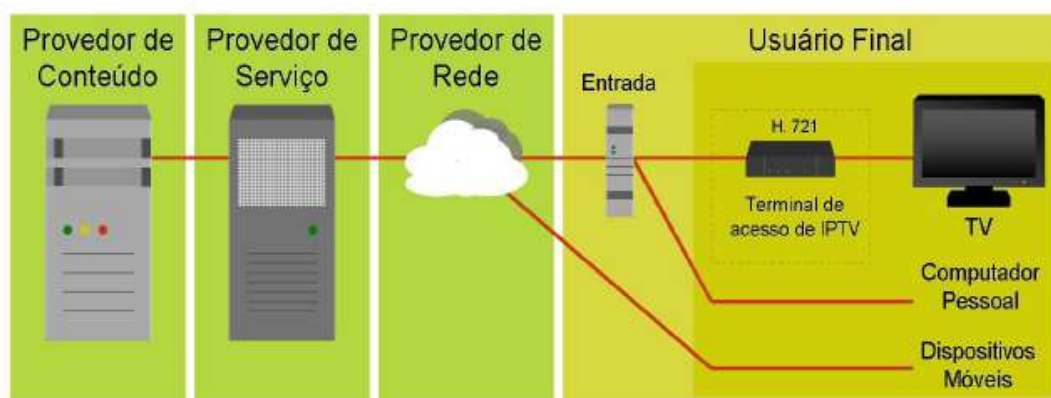 Provedor de
Conteúdo
Provedor de
Serviço
Provedor de
Rede
Usuário Final
Entrada
H. 721
Terminal de
acesso de IPTV
TV
Computador
Pessoal
Dispositivos
Móveis